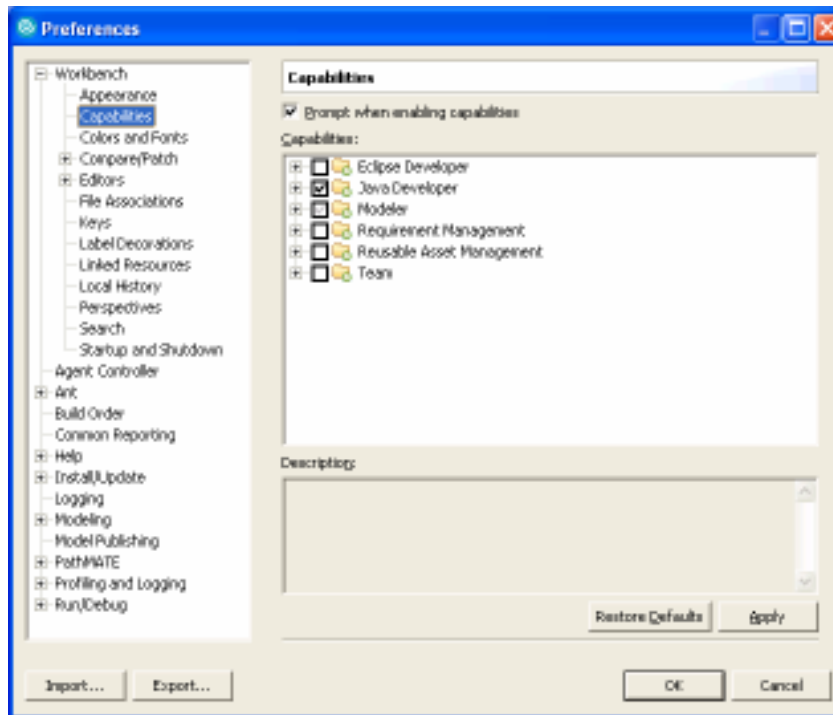 Preferences
Workbench
Appearance
Capabilities
Colors and Fonts
Compare/Patch
Editors
File Associations
Keys
Label Decorations
Linked Resources
Local History
Perspectives
Search
Startup and Shutdown
Agent Controller
Ant
Build Order
Common Reporting
Help
Install/Update
Logging
Modeling
Model Publishing
PathMATE
Profiling and Logging
Run/Debug
Capabilities
Prompt when enabling capabilities
Capabilities:
Eclipse Developer
Java Developer
Modeler
Requirement Management
Reusable Asset Management
Team
Description:
Restore Defaults Apply
Import... Export... OK Cancel